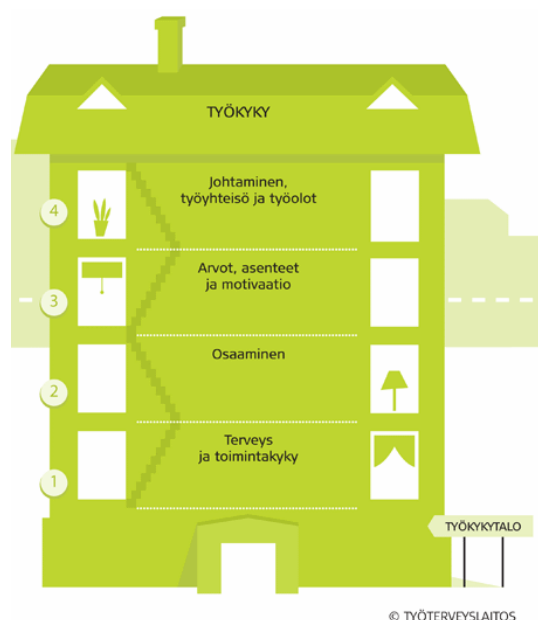 TYÖKYKY
4
Johtaminen,
työyhteisö ja työolot
3
Arvot, asenteet
ja motivaatio
2
Osaaminen
1
Terveys
ja toimintakyky
TYÖKYKYTALO
© TYÖTERVEYSLAITOS